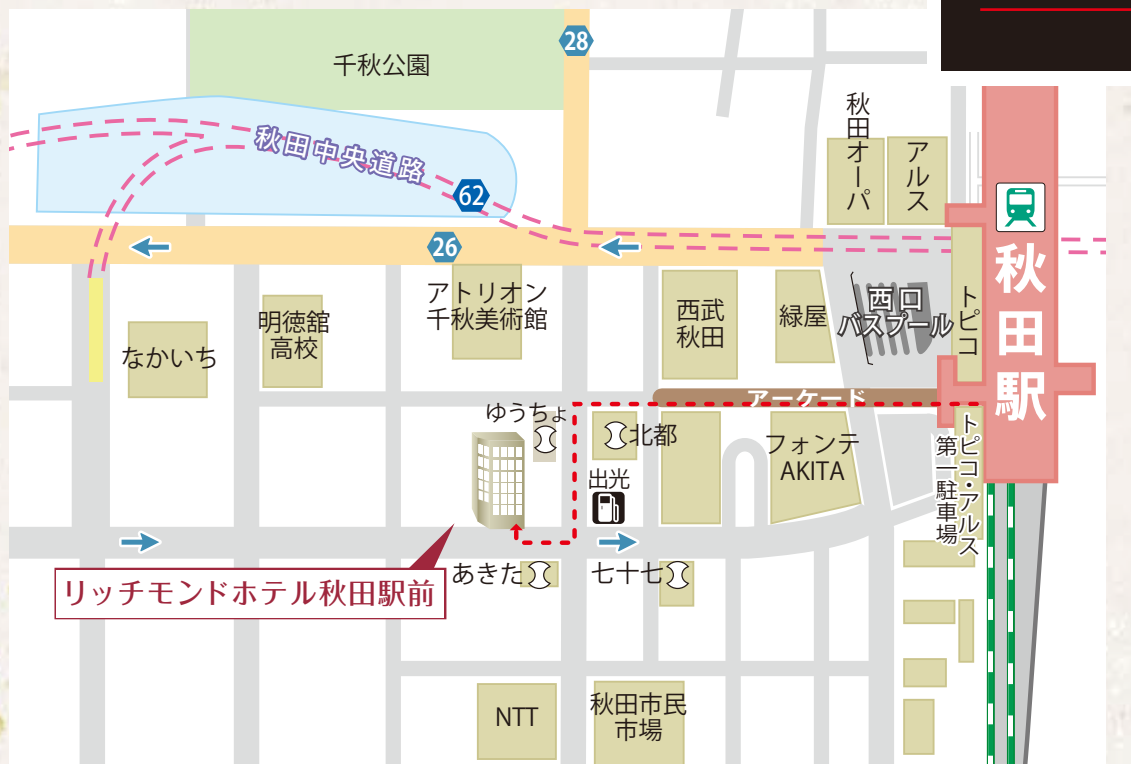 28
千秋公園
秋田オーパ
アルス
秋田中央道路
62
26
秋田駅
アトリオン
千秋美術館
西武
秋田
緑屋
西口
バスプール
トピコ
明徳舘
高校
なかいち
アーケード
ゆうちょ
北都
フォンテ
AKITA
トピコ・アルス
第一駐車場
出光
あきた
七十七
リッチモンドホテル秋田駅前
NTT
秋田市民
市場